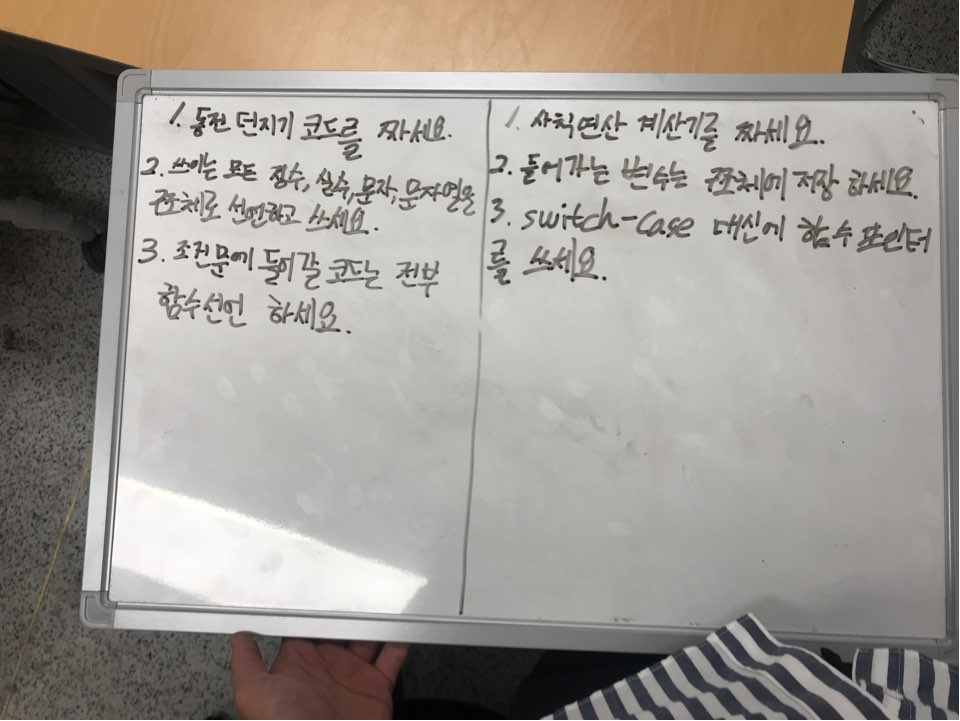 1. 동전 던지기 코드를 짜세요.
2. 쓰이는 모든 정수, 실수, 문자, 문자열을
구조체로 선언하고 쓰세요.
3. 조건문에 들어갈 코드는 전부
함수선언 하세요.
1. 사칙연산 계산기를 짜세요.
2. 들어가는 변수는 구조체에 저장 하세요.
3. switch-case 대신에 함수 포인터
를 쓰세요.